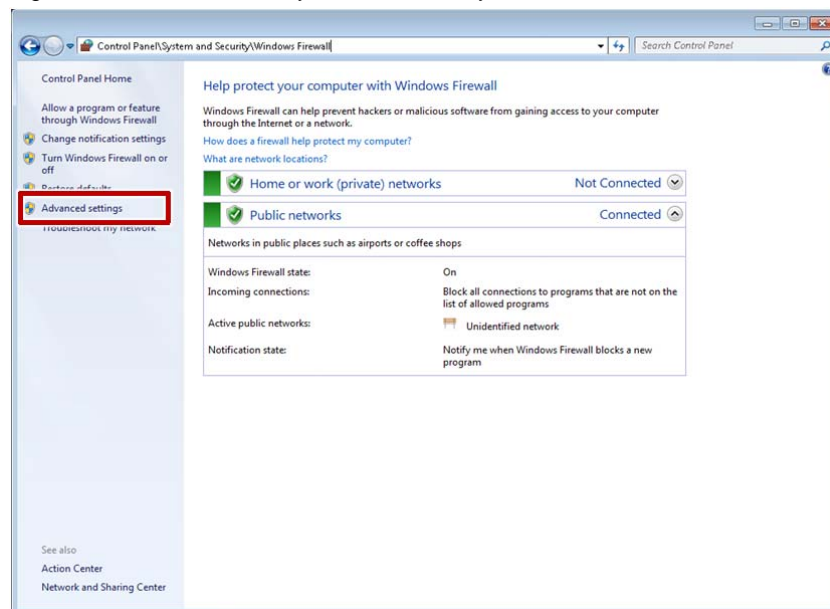 Control Panel\System and Security\Windows Firewall
Search Control Panel
Control Panel Home
Allow a program or feature
through Windows Firewall
Change notification settings
Turn Windows Firewall on or
off
Restore defaults
Advanced settings
Troubleshoot my network
Help protect your computer with Windows Firewall
Windows Firewall can help prevent hackers or malicious software from gaining access to your computer
through the Internet or a network.
How does a firewall help protect my computer?
What are network locations?
Home or work (private) networks Not Connected
Public networks Connected
Networks in public places such as airports or coffee shops
Windows Firewall state: On
Incoming connections: Block all connections to programs that are not on the
list of allowed programs
Active public networks: Unidentified network
Notification state: Notify me when Windows Firewall blocks a new
program
See also
Action Center
Network and Sharing Center